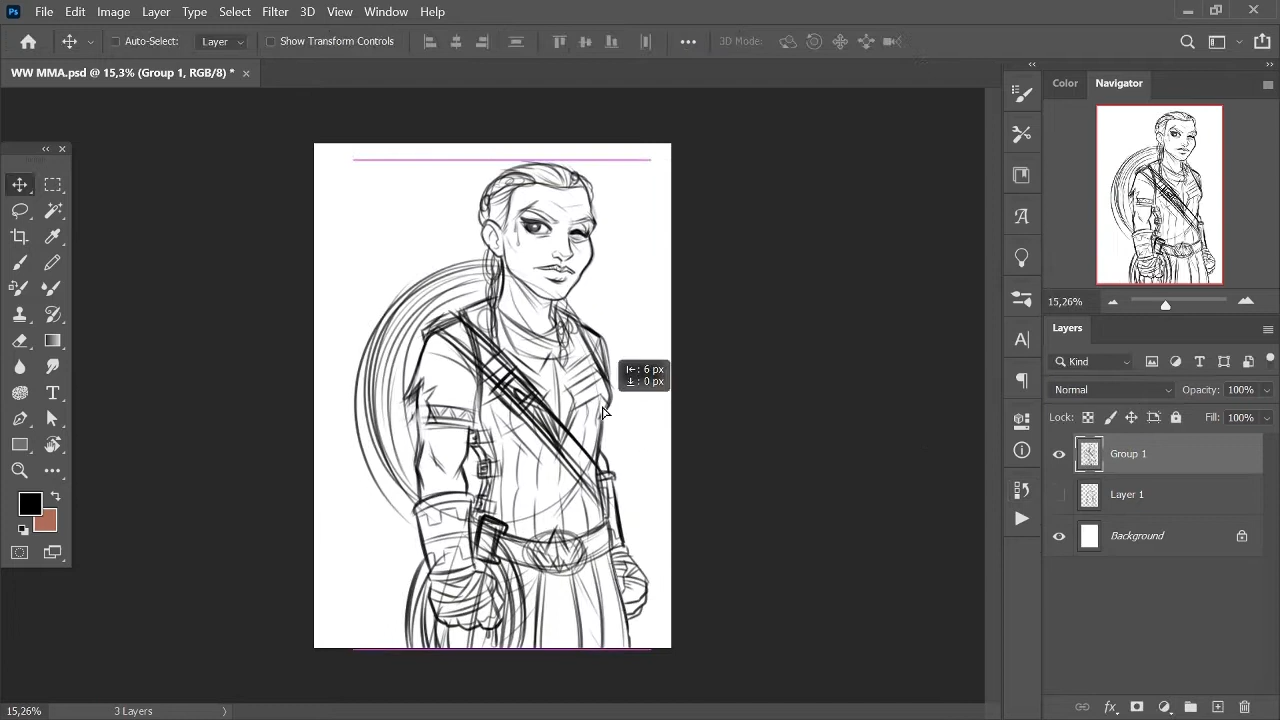 Ps File Edit Image Layer Type Select Filter 3D View Window Help
Auto-Select: Layer Show Transform Controls 3D Mode:
WW MMA.psd @ 15,3% (Group 1, RGB/8) *
Color Navigator
15,26%
Layers
Kind
Normal Opacity: 100%
Lock: Fill: 100%
Group 1
Layer 1
Background
: 6 px
: 0 px
15,26% 3 Layers